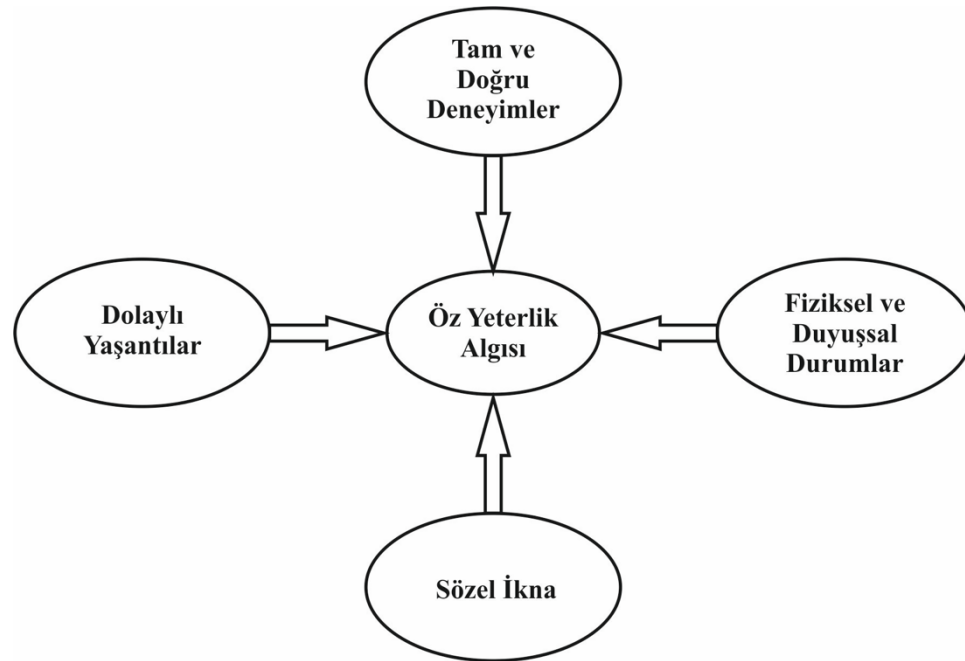 Tam ve
Doğru
Deneyimler
Dolaylı
Yaşantılar
Öz Yeterlik
Algısı
Fiziksel ve
Duyuşsal
Durumlar
Sözel İkna